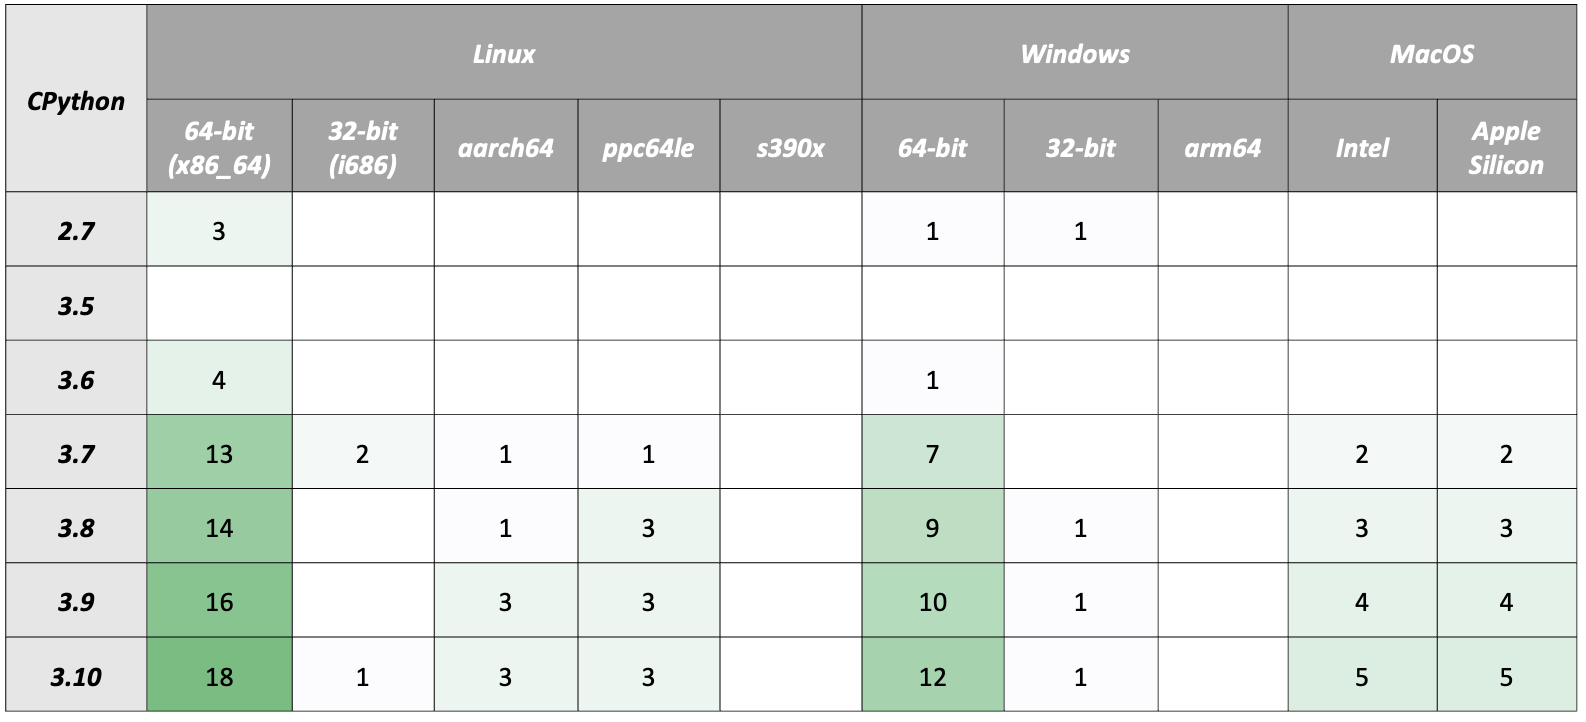 CPython Linux Windows MacOS
64-bit (x86_64) 32-bit (i686) aarch64 ppc64le s390x 64-bit 32-bit arm64 Intel Apple Silicon
2.7 3 1 1
3.5
3.6 4 1
3.7 13 2 1 1 7 2 2
3.8 14 1 3 9 1 3 3
3.9 16 3 3 10 1 4 4
3.10 18 1 3 3 12 1 5 5